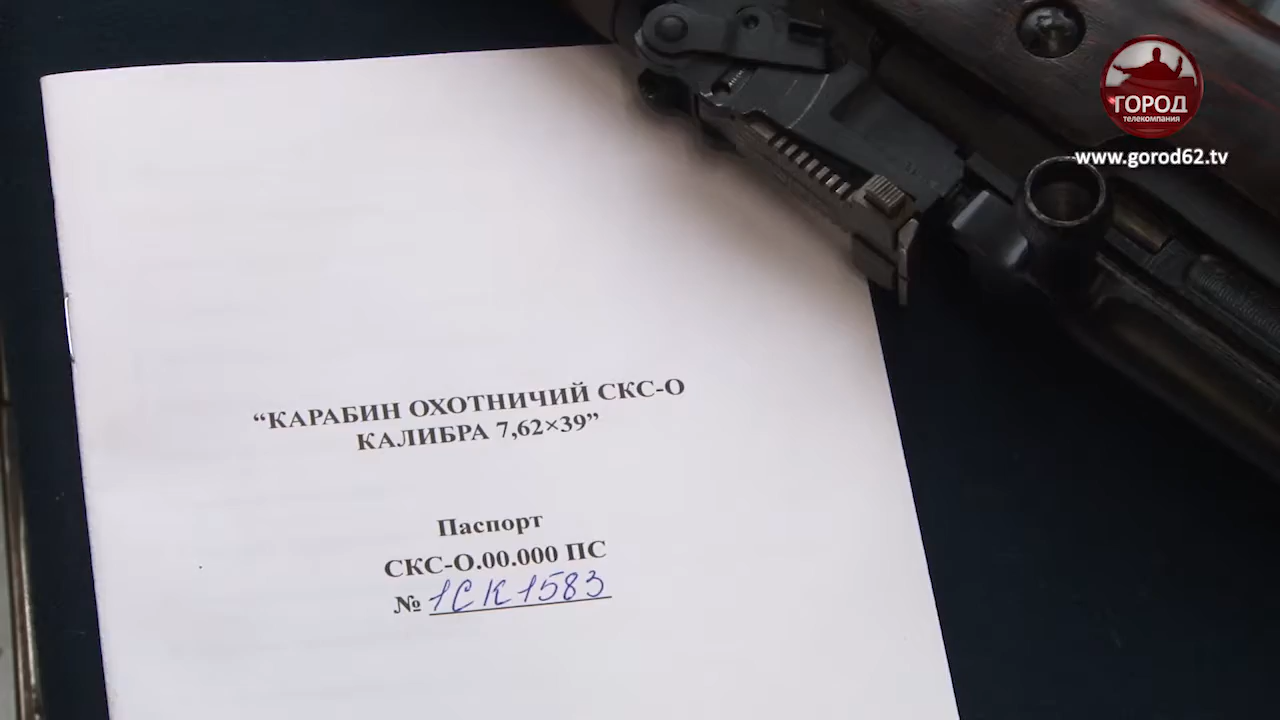 ГОРОД
телекомпания
www.gorod62.tv
“КАРАБИН ОХОТНИЧИЙ СКС-О
КАЛИБРА 7,62×39”
Паспорт
СКС-О.00.000 ПС
№ 1СК1583